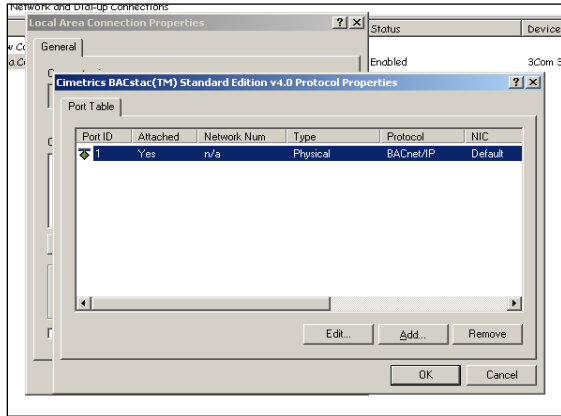 Network and Dial-up Connections
Local Area Connection Properties
Status
Device
General
Enabled
3Com
Cimetrics BACstac(TM) Standard Edition v4.0 Protocol Properties
Port Table
Port ID Attached Network Num Type Protocol NIC
1 Yes n/a Physical BACnet/IP Default
Edit... Add... Remove
OK Cancel